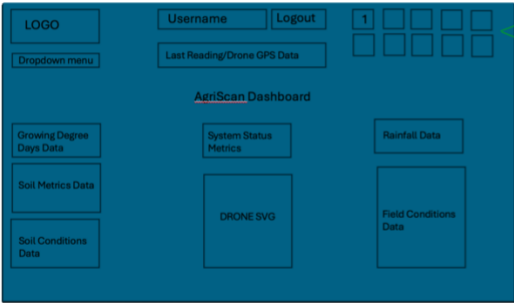 LOGO
Username
Logout
1
Dropdown menu
Last Reading/Drone GPS Data
AgriScan Dashboard
Growing Degree
Days Data
System Status
Metrics
Rainfall Data
Soil Metrics Data
DRONE SVG
Field Conditions
Data
Soil Conditions
Data